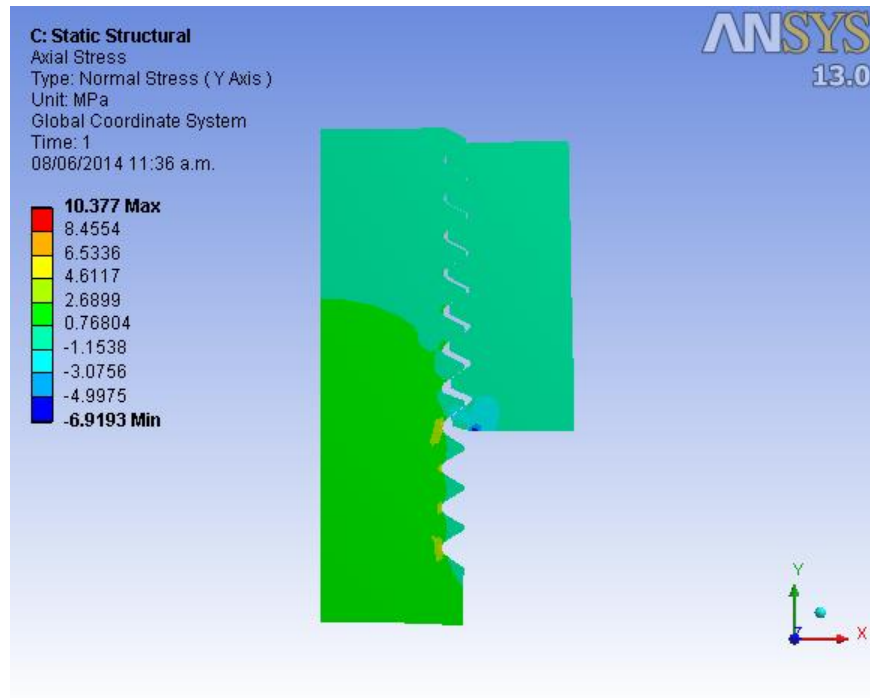 C: Static Structural
Axial Stress
Type: Normal Stress ( Y Axis )
Unit: MPa
Global Coordinate System
Time: 1
08/06/2014 11:36 a.m.
ANSYS
13.0
10.377 Max
8.4554
6.5336
4.6117
2.6899
0.76804
-1.1538
-3.0756
-4.9975
-6.9193 Min
Y
Z
X